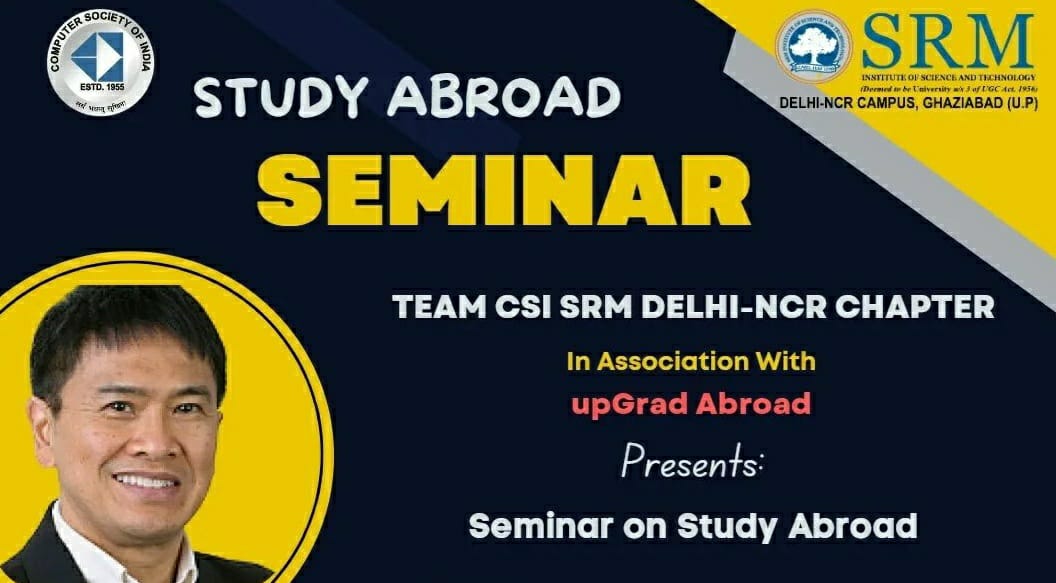 COMPUTER SOCIETY OF INDIA
ESTD. 1955
SRM
INSTITUTE OF SCIENCE AND TECHNOLOGY
(Deemed to be University u/s 3 of UGC Act, 1956)
DELHI-NCR CAMPUS, GHAZIABAD (U.P)
STUDY ABROAD
SEMINAR
TEAM CSI SRM DELHI-NCR CHAPTER
In Association With
upGrad Abroad
Presents:
Seminar on Study Abroad